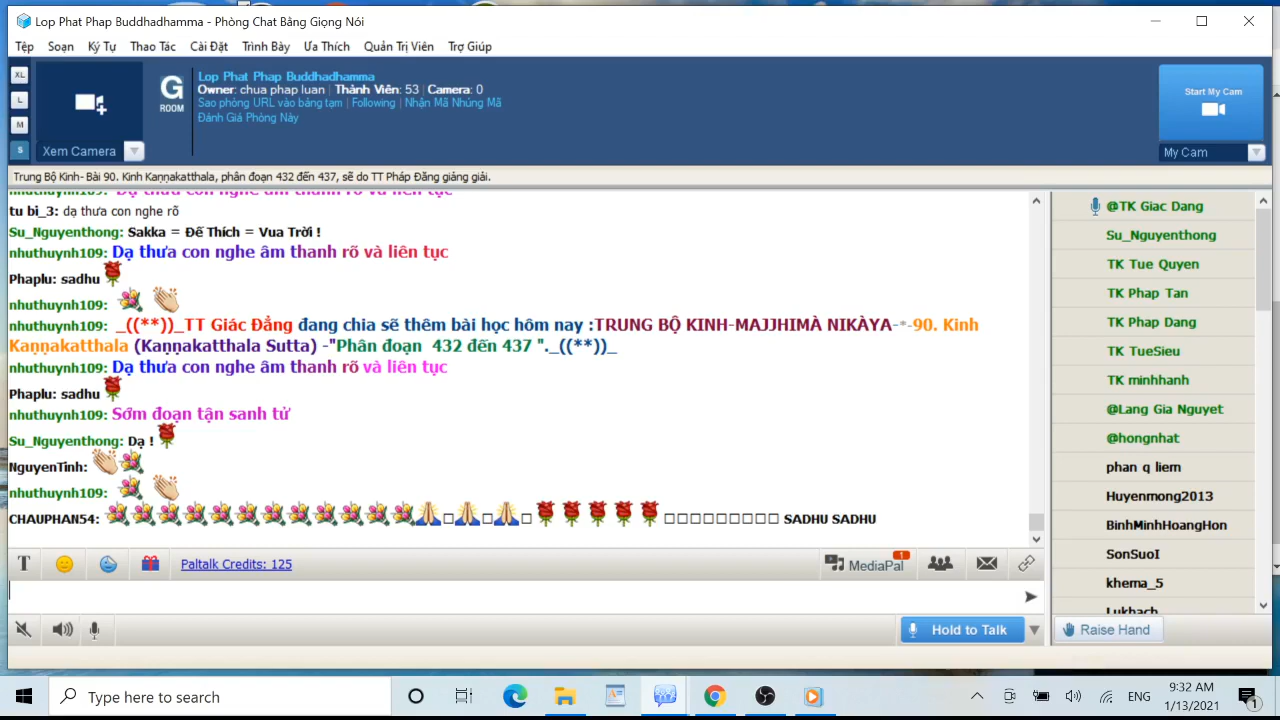 Lop Phat Phap Buddhadhamma - Phòng Chat Bằng Giọng Nói
Tệp Soạn Ký Tự Thao Tác Cài Đặt Trình Bày Ưa Thích Quản Trị Viên Trợ Giúp
XL
L
M
S
Xem Camera
G
ROOM
Lop Phat Phap Buddhadhamma
Owner: chua phap luan | Thành Viên: 53 | Camera: 0
Sao phòng URL vào bảng tạm | Following | Nhận Mã Nhúng Mã
Đánh Giá Phòng Này
Start My Cam
My Cam
Trung Bộ Kinh- Bài 90. Kinh Kaṇṇakatthala, phân đoạn 432 đến 437, sẽ do TT Pháp Đăng giảng giải.
nhuthuynh109: Dạ thưa con nghe âm thanh rõ và liên tục
tu bi_3: dạ thưa con nghe rõ
Su_Nguyenthong: Sakka = Đế Thích = Vua Trời !
nhuthuynh109: Dạ thưa con nghe âm thanh rõ và liên tục
Phaplu: sadhu
nhuthuynh109:
nhuthuynh109: _((**))_TT Giác Đẳng đang chia sẽ thêm bài học hôm nay :TRUNG BỘ KINH-MAJJHIMÀ NIKÀYA-*-90. Kinh
Kaṇṇakatthala (Kaṇṇakatthala Sutta) -"Phân đoạn 432 đến 437 "._((**))_
nhuthuynh109: Dạ thưa con nghe âm thanh rõ và liên tục
Phaplu: sadhu
nhuthuynh109: Sớm đoạn tận sanh tử
Su_Nguyenthong: Dạ !
NguyenTinh:
nhuthuynh109:
CHAUPHAN54: SADHU SADHU
@TK Giac Dang
Su_Nguyenthong
TK Tue Quyen
TK Phap Tan
TK Phap Dang
TK TueSieu
TK minhhanh
@Lang Gia Nguyet
@hongnhat
phan q liem
Huyenmong2013
BinhMinhHoangHon
SonSuoI
khema_5
Lukhach
T Paltalk Credits: 125 MediaPal 1
Hold to Talk
Raise Hand
Type here to search
ENG
9:32 AM
1/13/2021
1